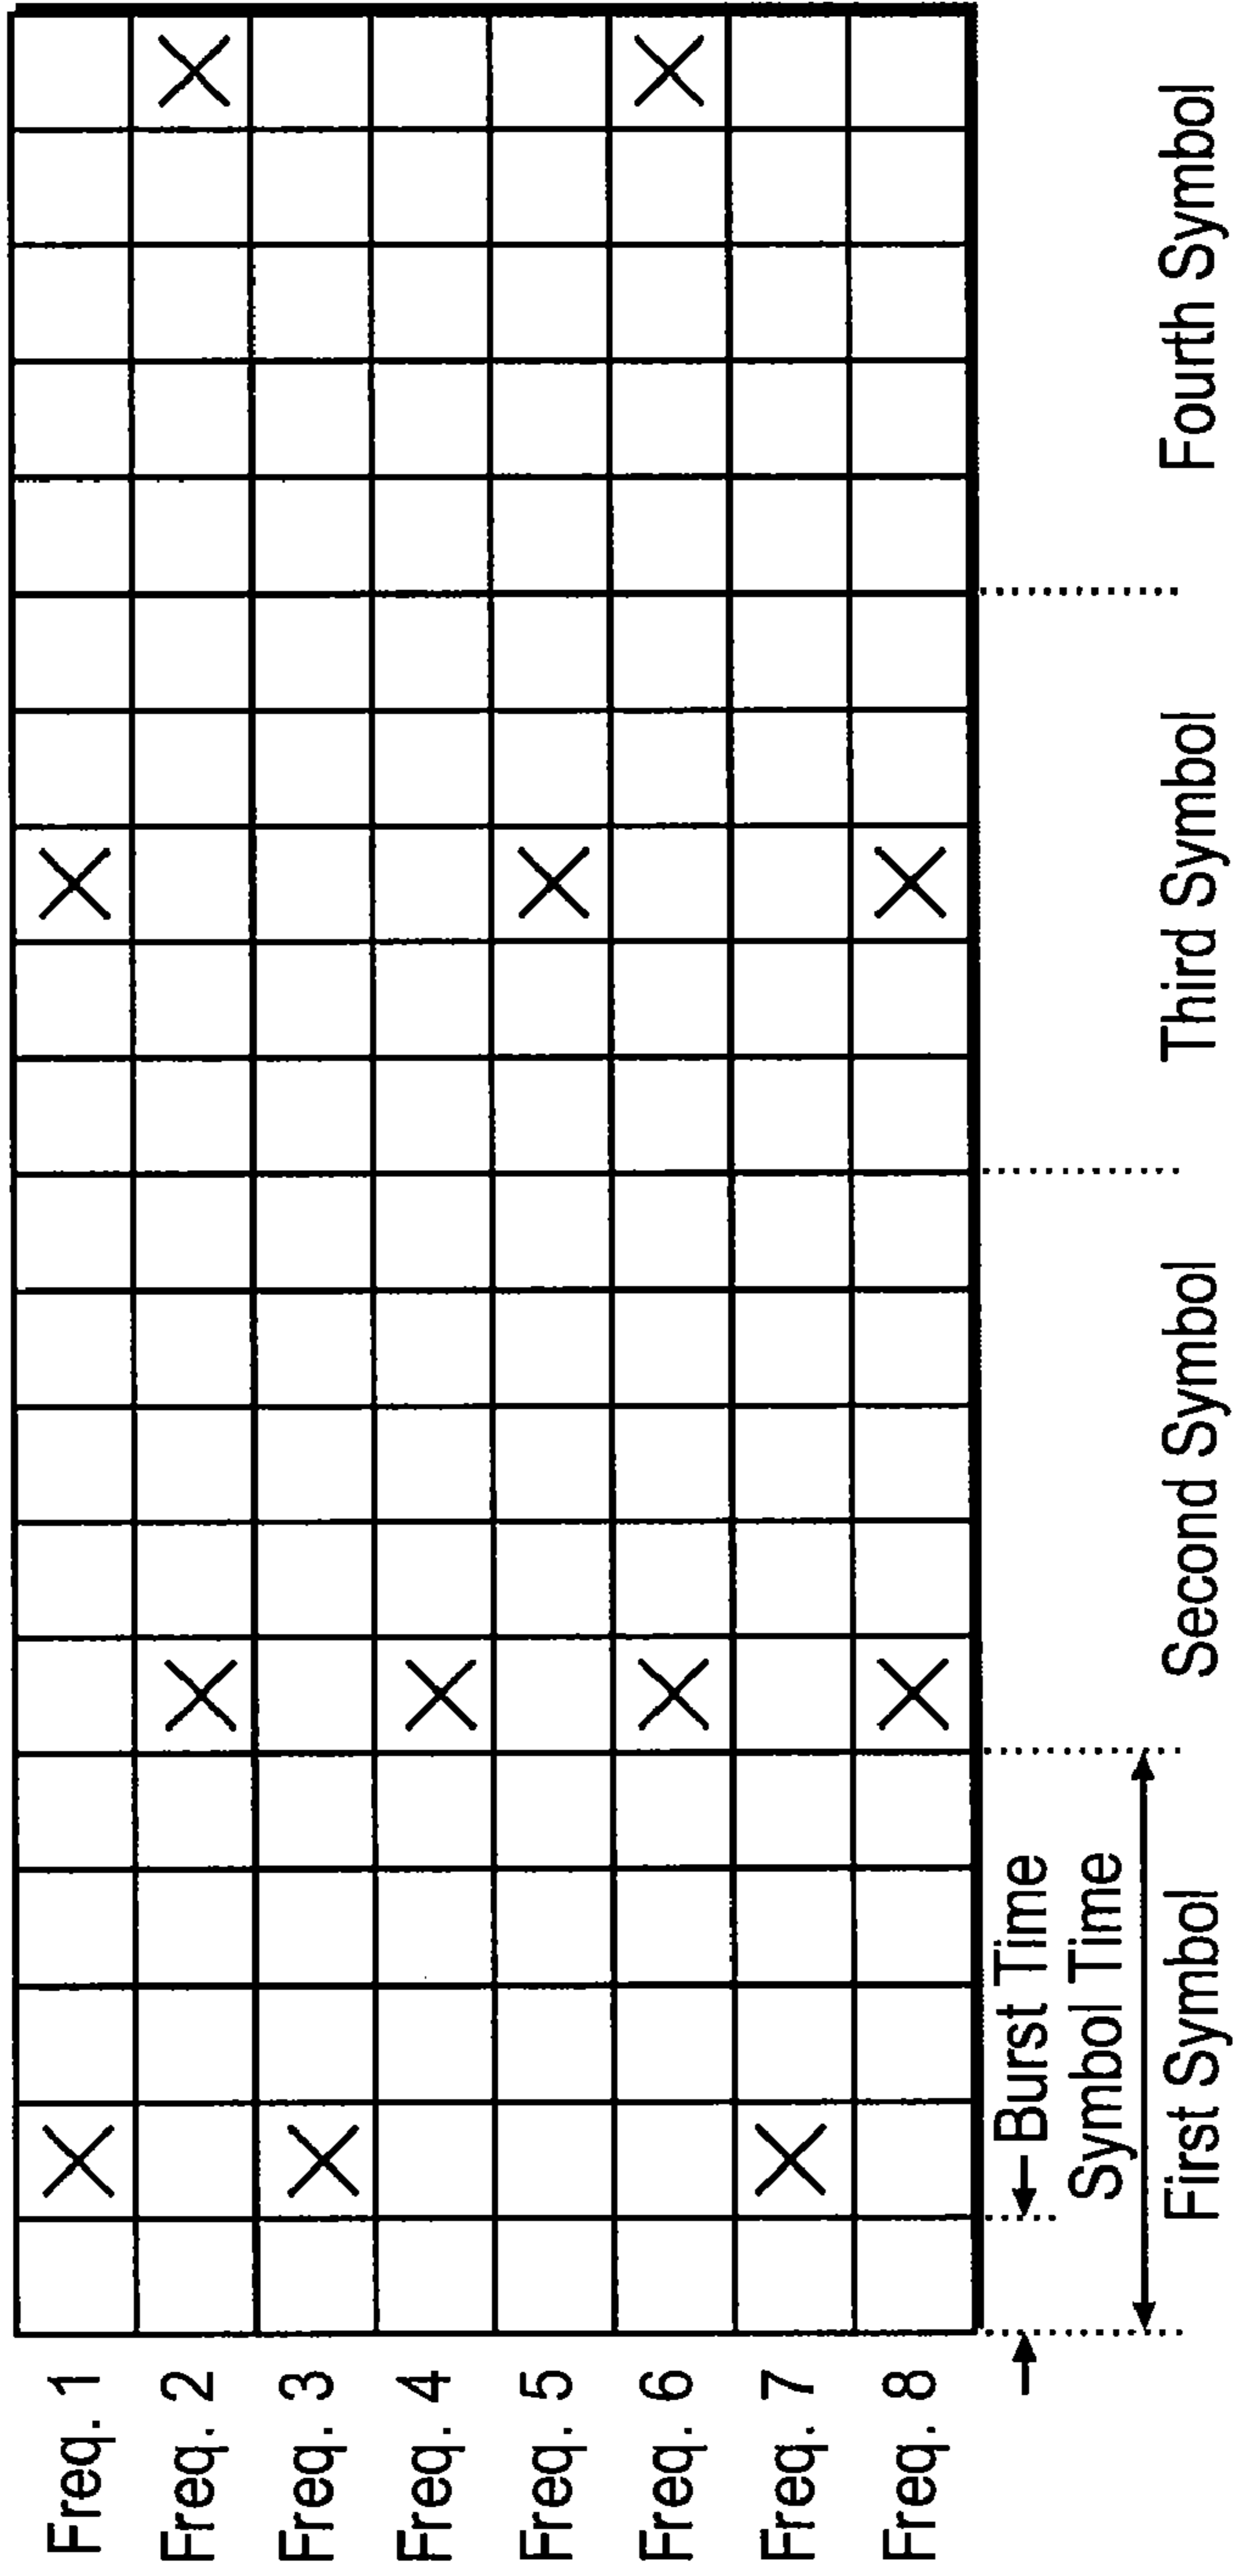 Freq. 1
Freq. 2
Freq. 3
Freq. 4
Freq. 5
Freq. 6
Freq. 7
Freq. 8
Burst Time
Symbol Time
First Symbol
Second Symbol
Third Symbol
Fourth Symbol